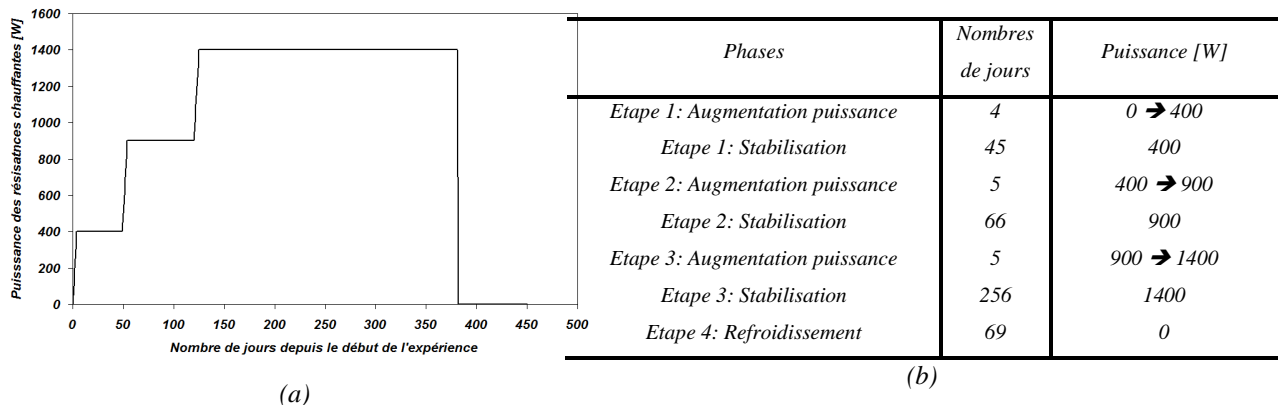 Puisssance des résisatnces chauffantes [W]
1600
1400
1200
1000
800
600
400
200
0
0 50 100 150 200 250 300 350 400 450 500
Nombre de jours depuis le début de l'expérience
(a)
Phases Nombres de jours Puissance [W]
Etape 1: Augmentation puissance 4 0 ➔ 400
Etape 1: Stabilisation 45 400
Etape 2: Augmentation puissance 5 400 ➔ 900
Etape 2: Stabilisation 66 900
Etape 3: Augmentation puissance 5 900 ➔ 1400
Etape 3: Stabilisation 256 1400
Etape 4: Refroidissement 69 0
(b)